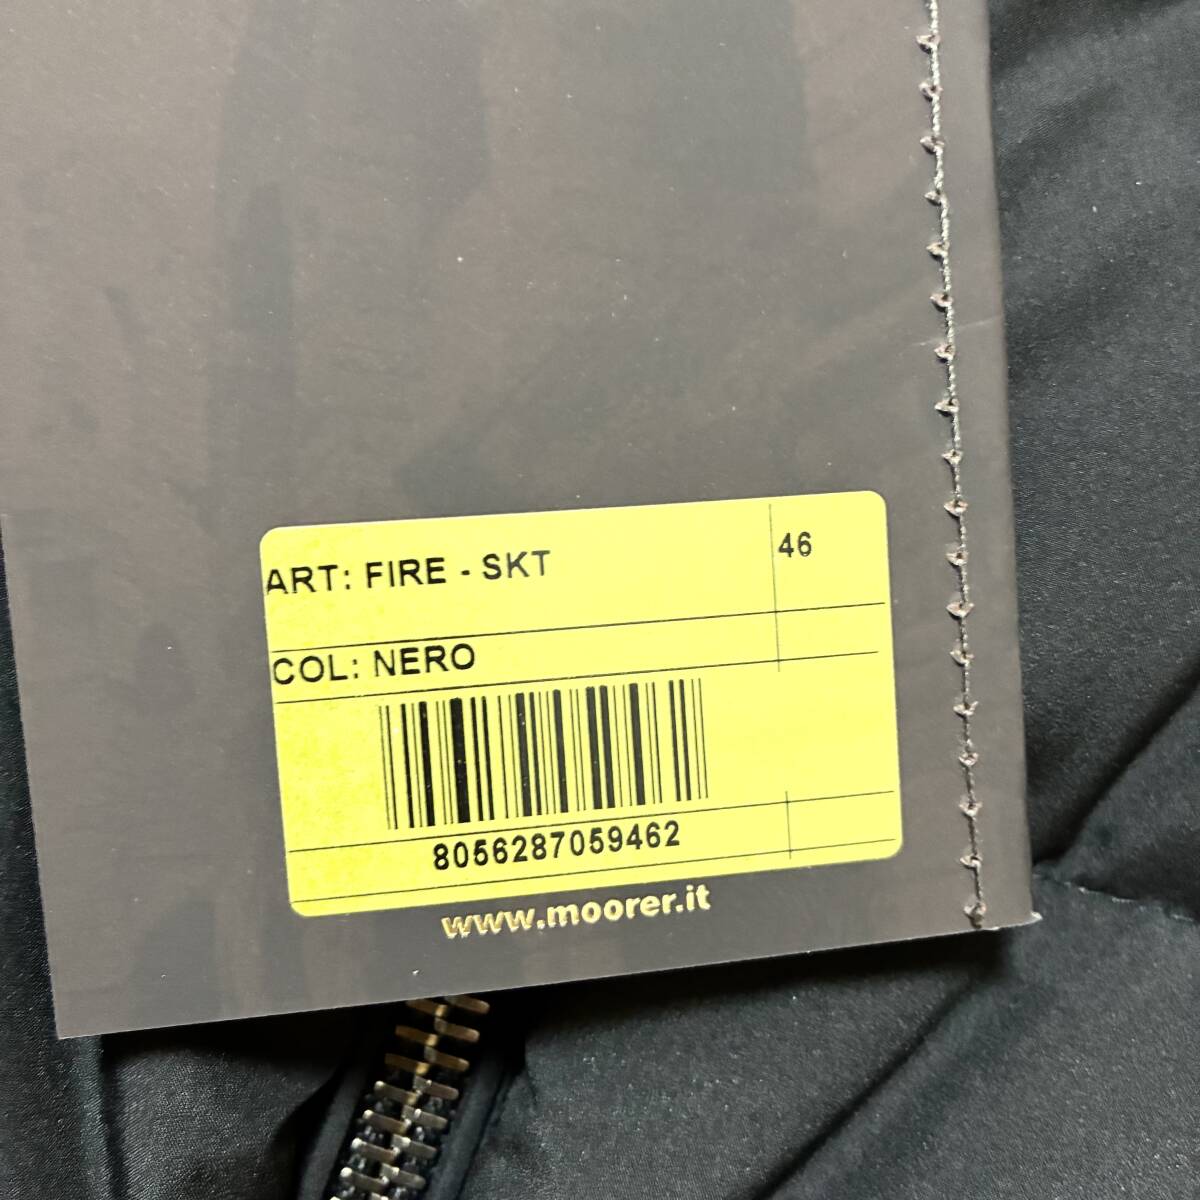 ART: FIRE - SKT 46
COL: NERO
8056287059462
www.moorer.it